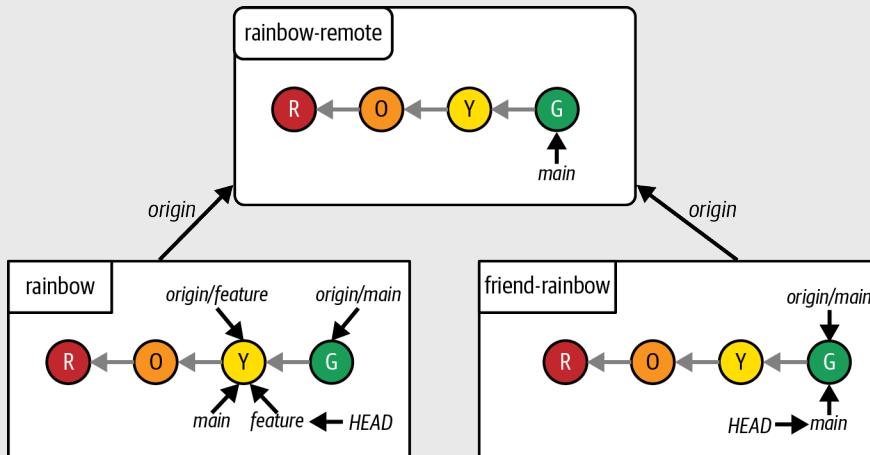 rainbow-remote
R O Y G
main
origin origin
rainbow
origin/feature origin/main
R O Y G
main feature HEAD
friend-rainbow
origin/main
R O Y G
HEAD main